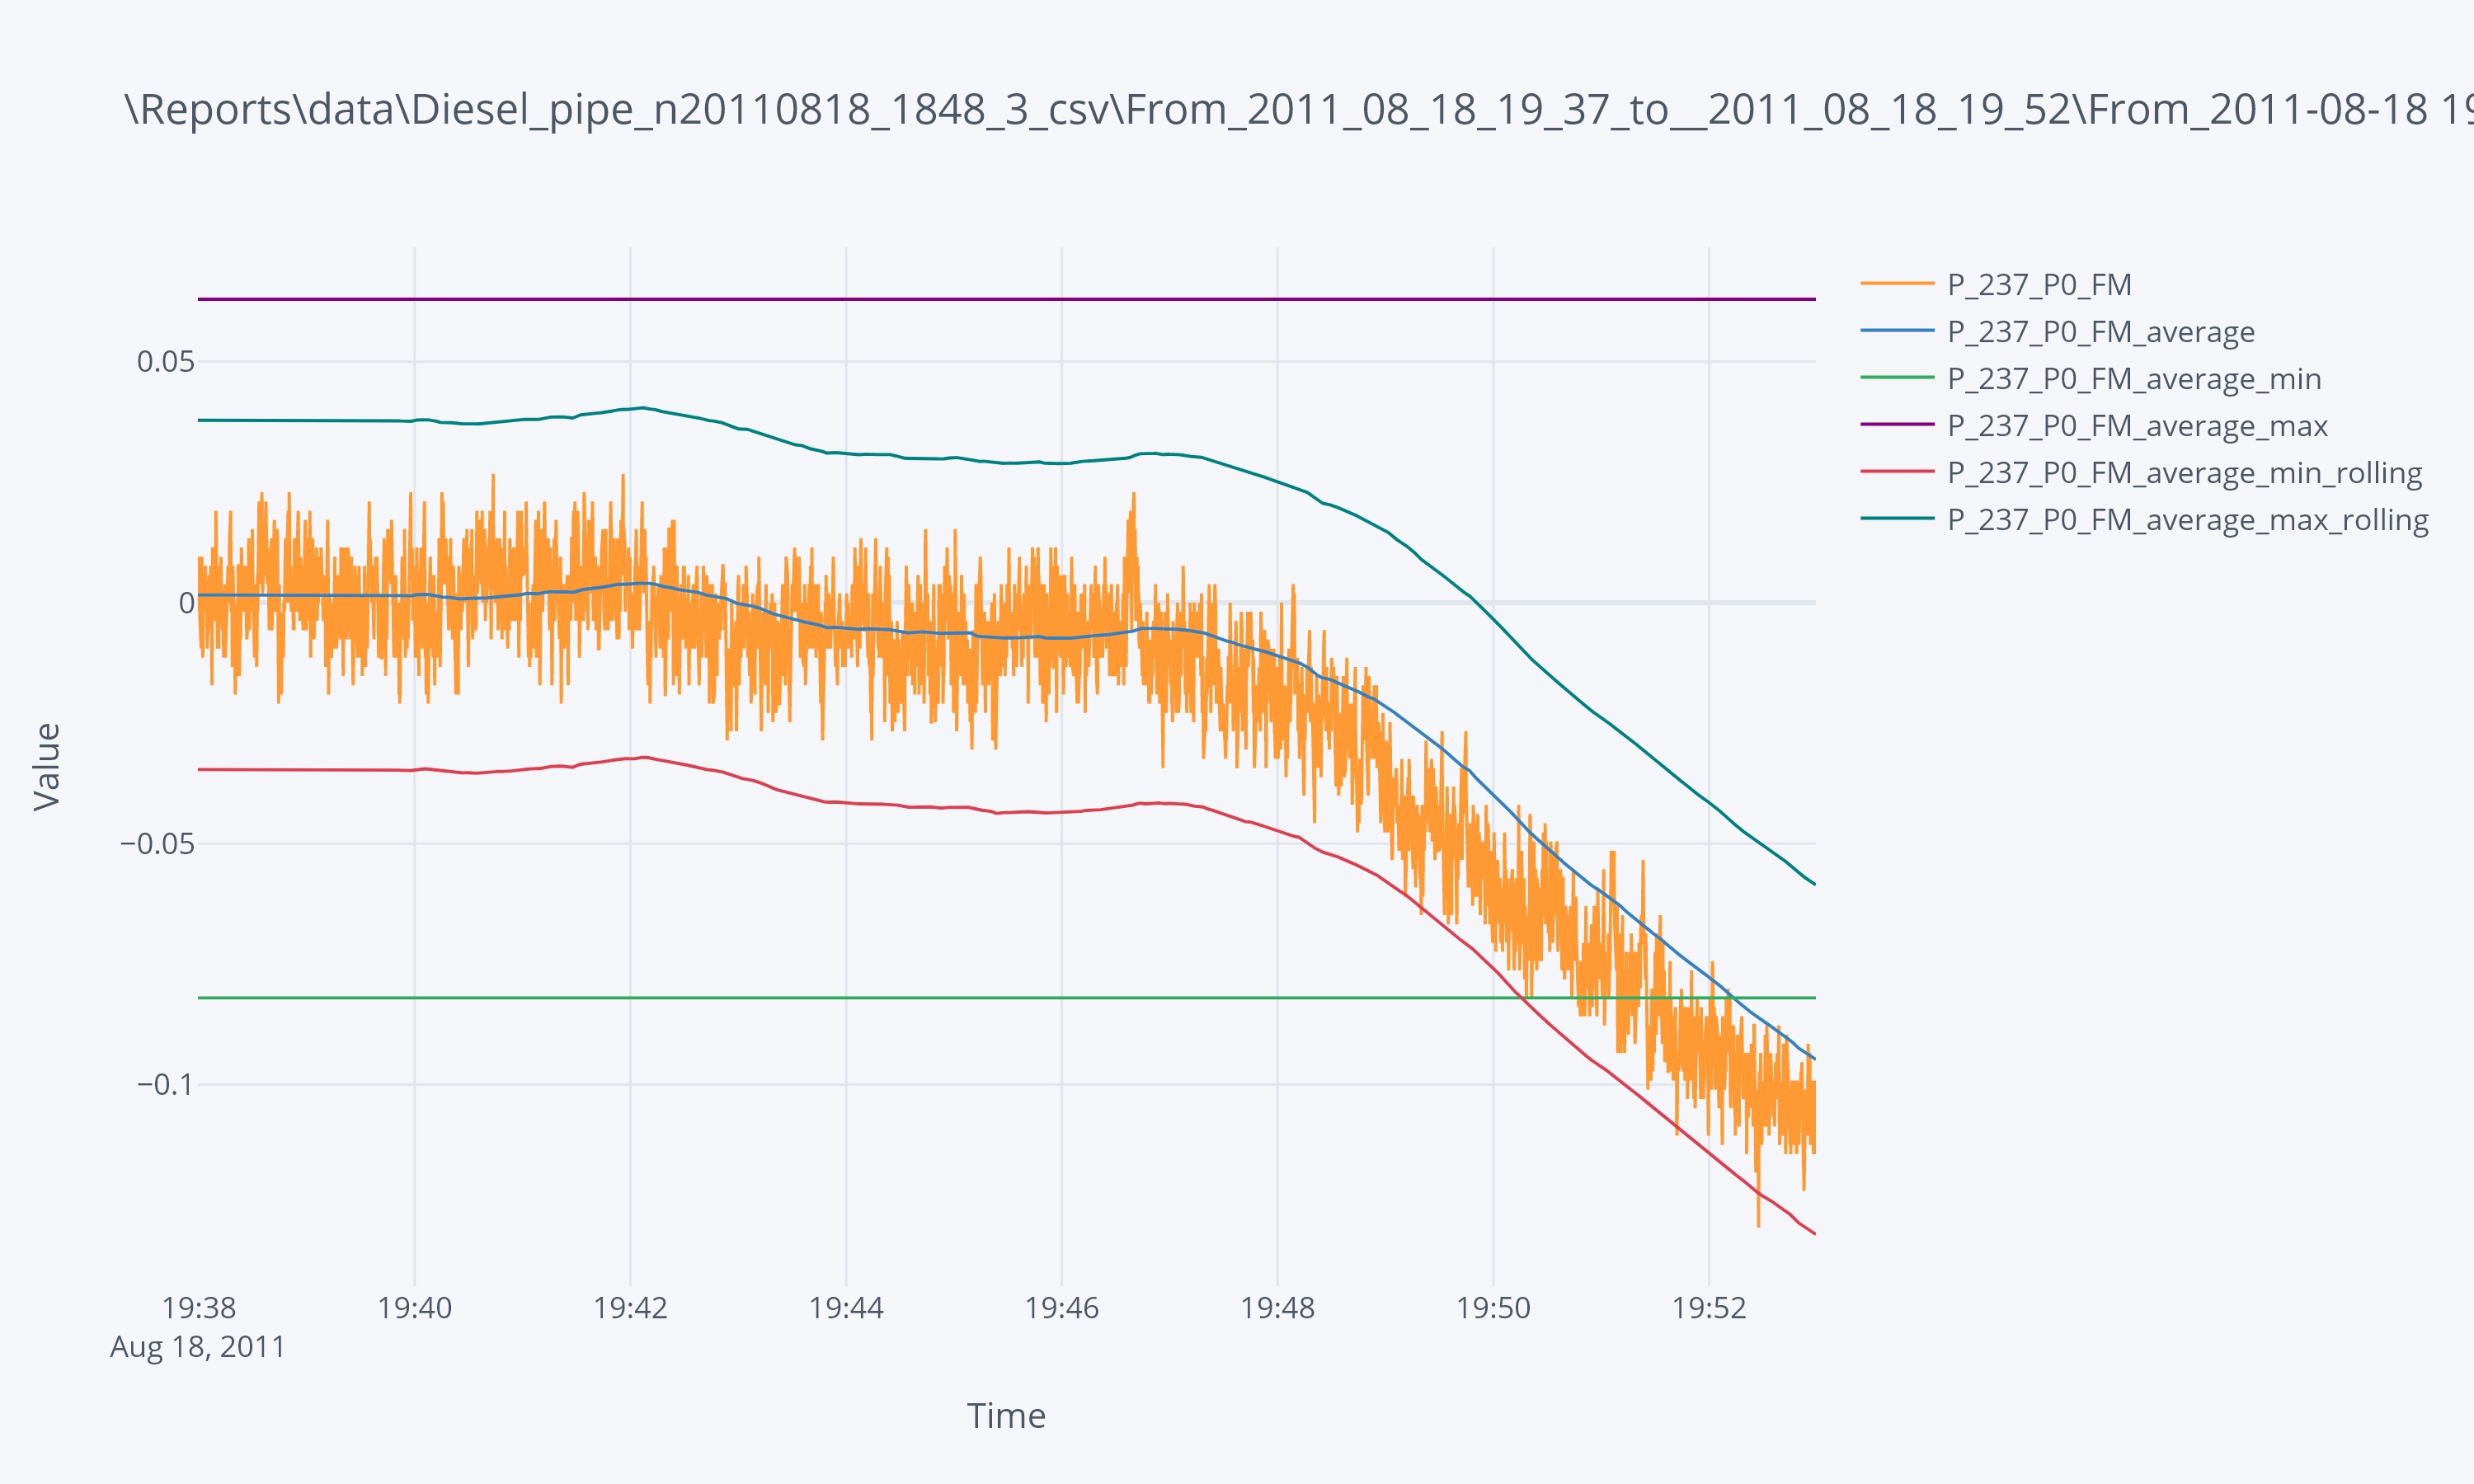 \Reports\data\Diesel_pipe_n20110818_1848_3_csv\From_2011_08_18_19_37_to__2011_08_18_19_52\From_2011-08-18 19
P_237_P0_FM
P_237_P0_FM_average
P_237_P0_FM_average_min
P_237_P0_FM_average_max
P_237_P0_FM_average_min_rolling
P_237_P0_FM_average_max_rolling
0.05
0
−0.05
−0.1
Value
19:38 19:40 19:42 19:44 19:46 19:48 19:50 19:52
Aug 18, 2011
Time